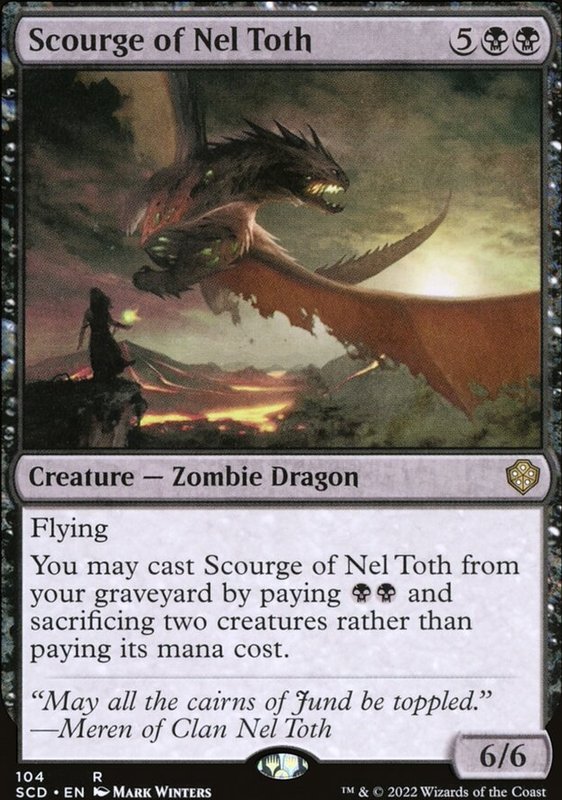 Scourge of Nel Toth 5
Creature — Zombie Dragon
Flying
You may cast Scourge of Nel Toth from
your graveyard by paying and
sacrificing two creatures rather than
paying its mana cost.
“May all the cairns of Jund be toppled.”
—Meren of Clan Nel Toth
6/6
104 R
SCD • EN Mark Winters ™ & © 2022 Wizards of the Coast